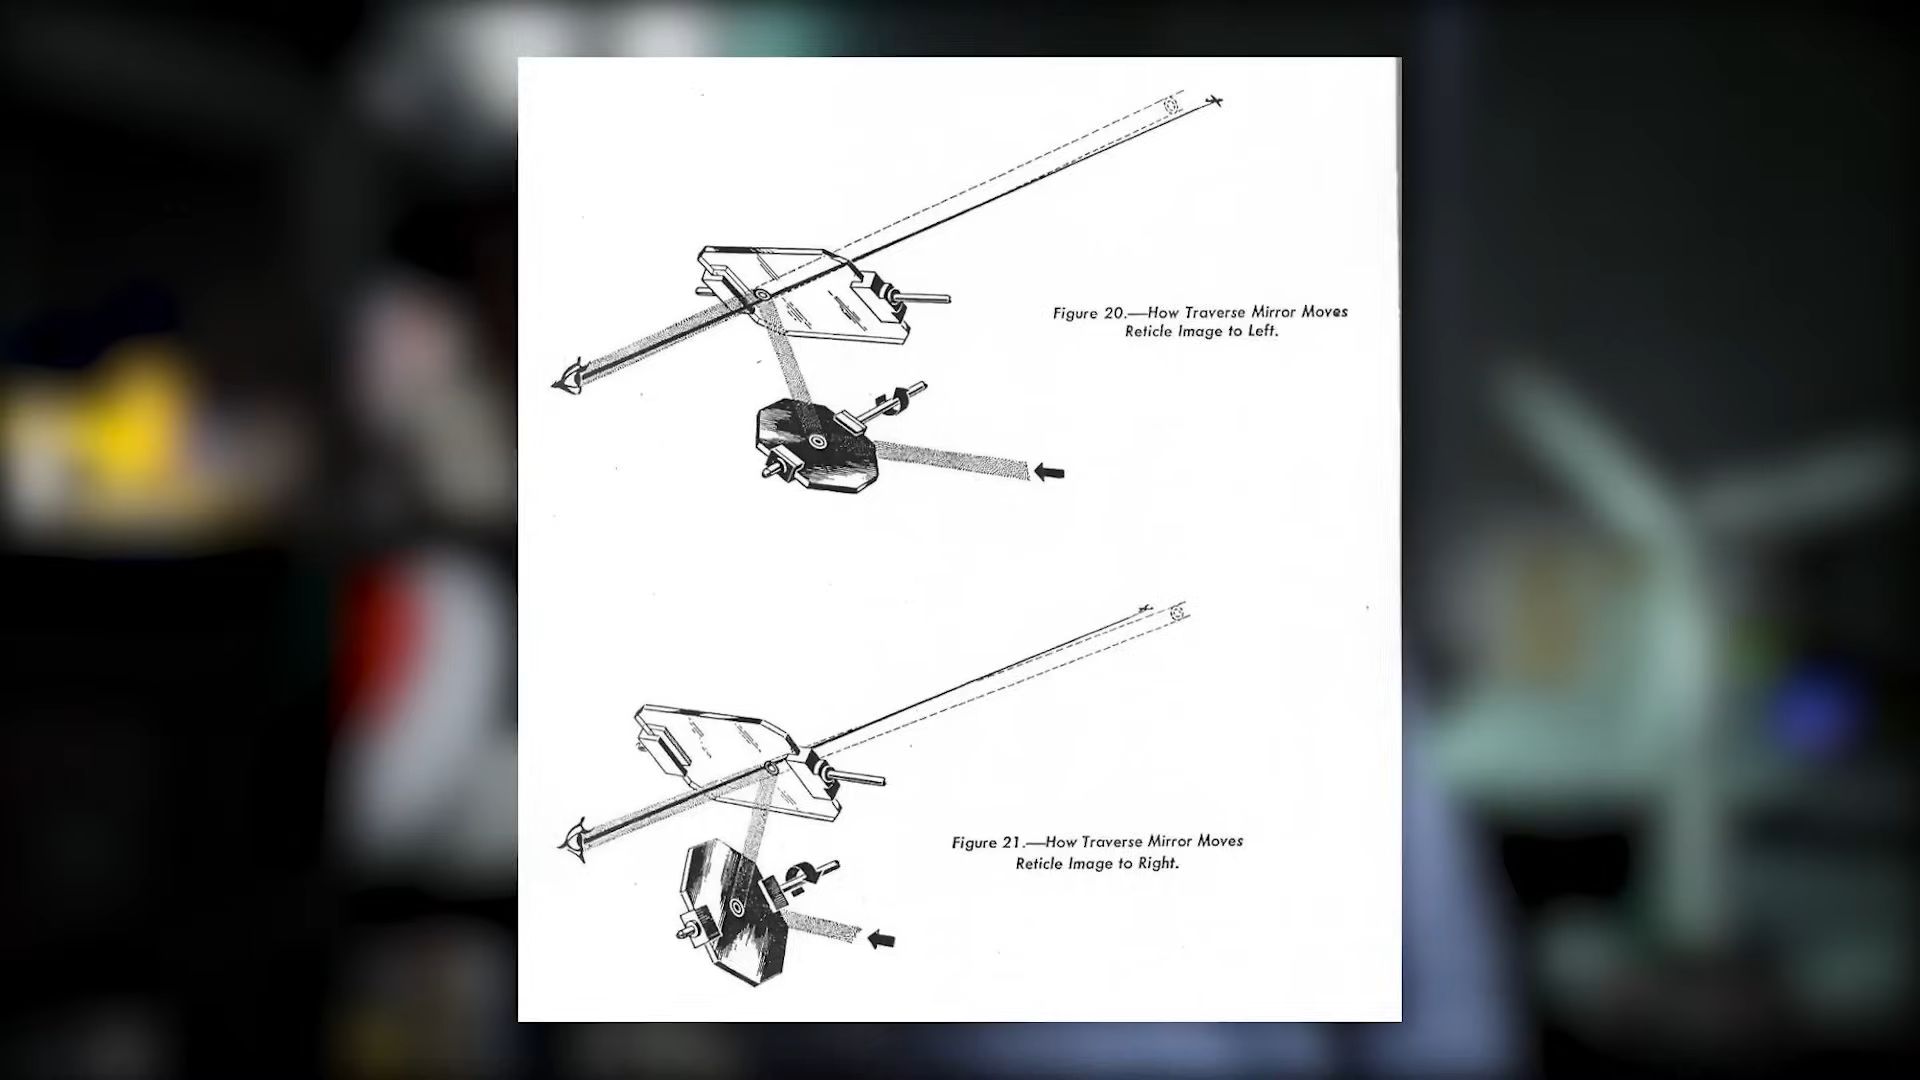 Figure 20.—How Traverse Mirror Moves
Reticle Image to Left.
Figure 21.—How Traverse Mirror Moves
Reticle Image to Right.